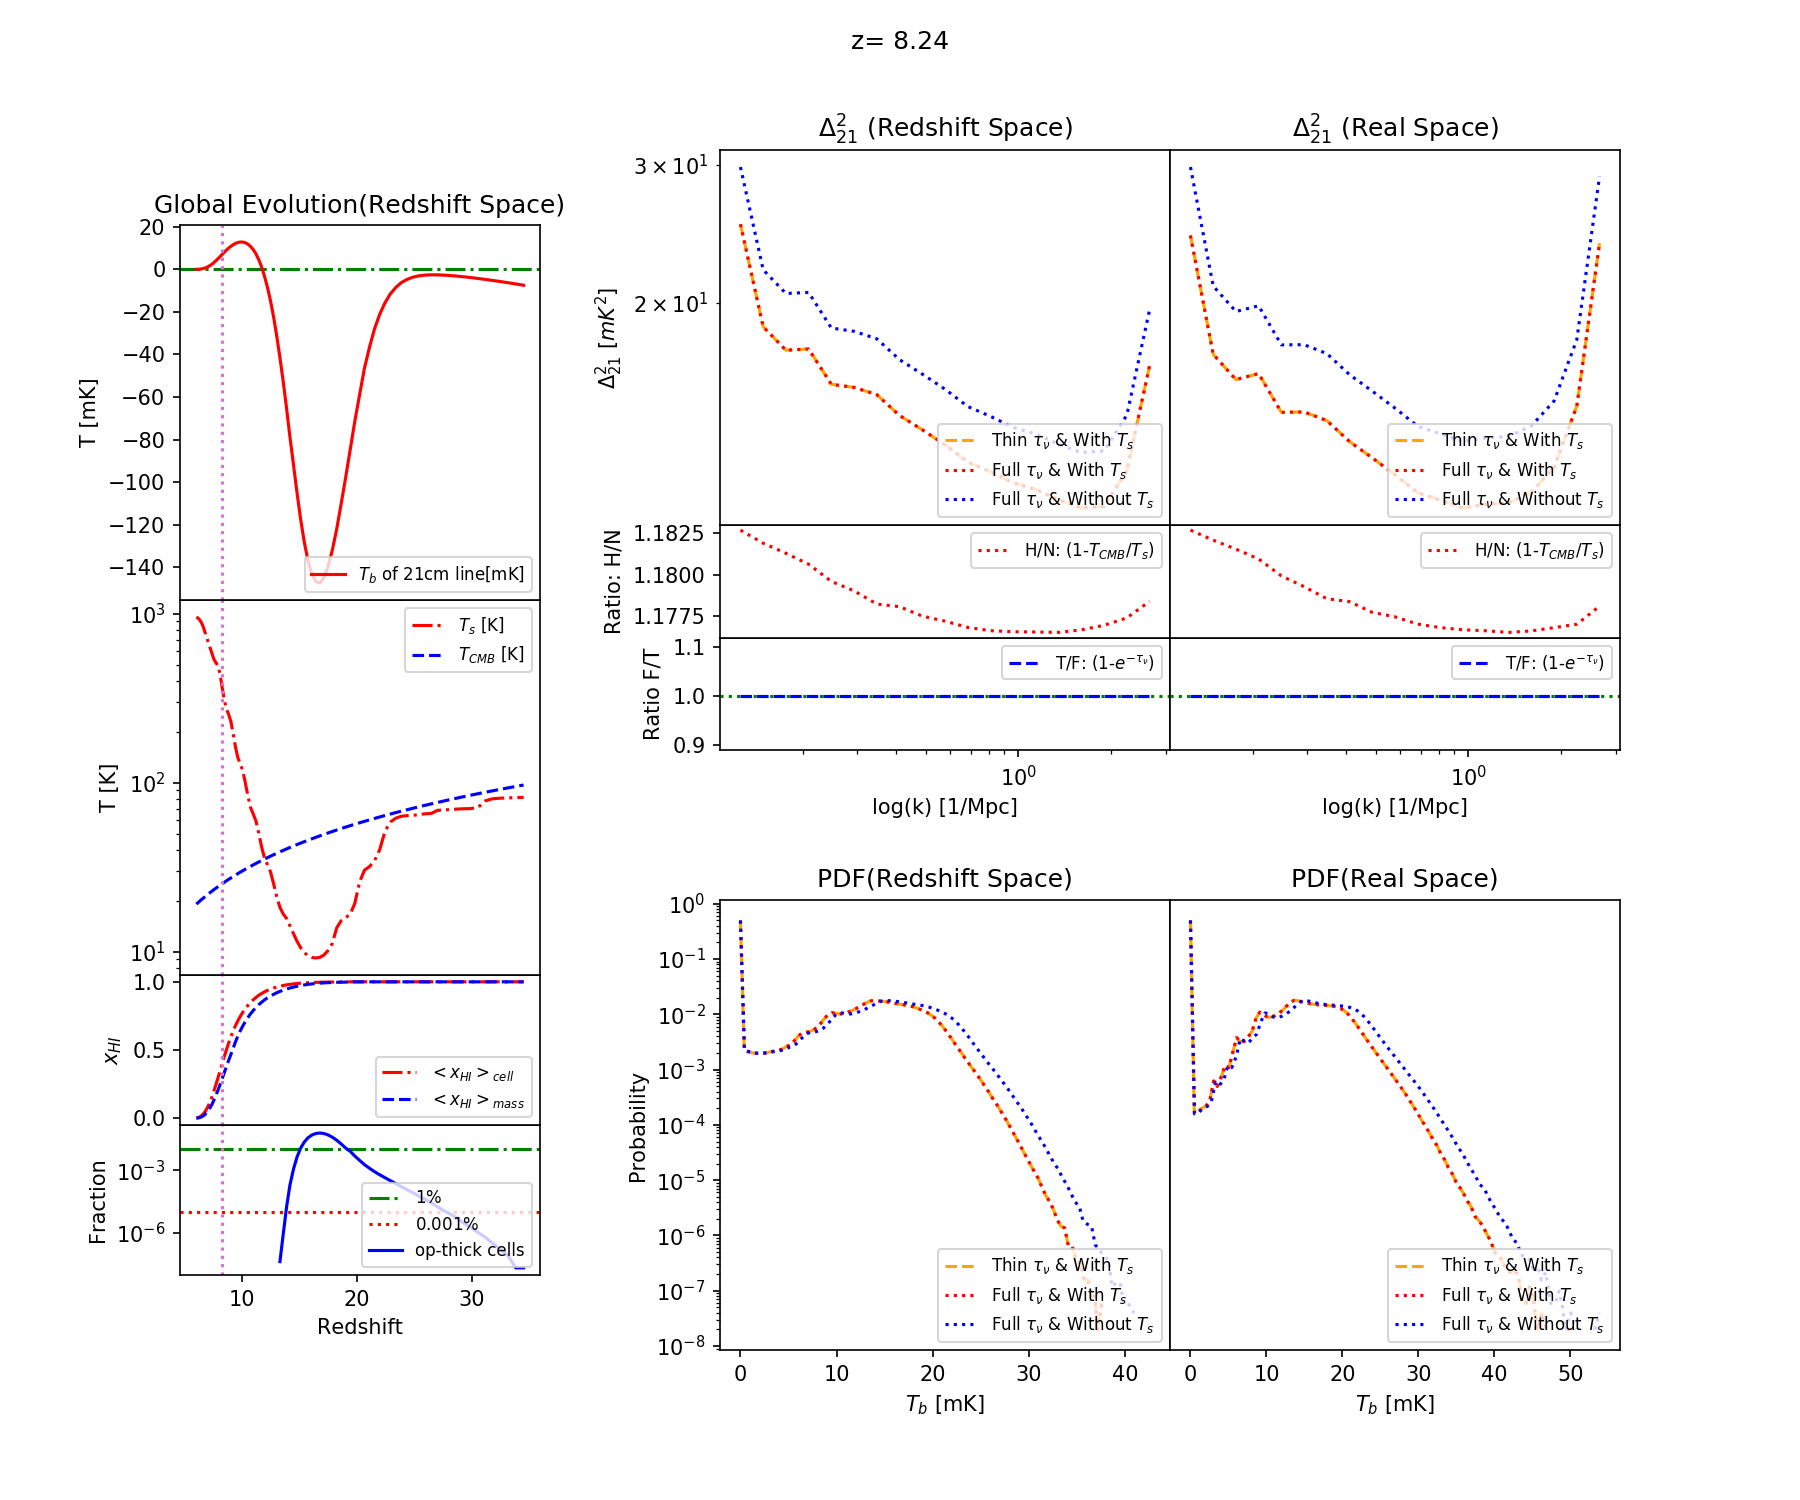 z= 8.24
Global Evolution(Redshift Space)
20
0
−20
−40
−60
−80
−100
−120
−140
T [mK]
T_b of 21cm line[mK]
10^3
10^2
10^1
T [K]
T_s [K]
T_CMB [K]
1.0
0.5
0.0
x_HI
< x_HI >_cell
< x_HI >_mass
10^−3
10^−6
Fraction
1%
0.001%
op-thick cells
10 20 30
Redshift
Δ^2_21 (Redshift Space)
Δ^2_21 (Real Space)
3 × 10^1
2 × 10^1
Δ^2_21 [mK^2]
Thin τ_ν & With T_s
Full τ_ν & With T_s
Full τ_ν & Without T_s
Thin τ_ν & With T_s
Full τ_ν & With T_s
Full τ_ν & Without T_s
1.1825
1.1800
1.1775
Ratio: H/N
H/N: (1-T_CMB/T_s)
H/N: (1-T_CMB/T_s)
1.1
1.0
0.9
Ratio F/T
T/F: (1-e^−τ_ν)
T/F: (1-e^−τ_ν)
10^0
10^0
log(k) [1/Mpc]
log(k) [1/Mpc]
PDF(Redshift Space)
PDF(Real Space)
10^0
10^−1
10^−2
10^−3
10^−4
10^−5
10^−6
10^−7
10^−8
Probability
Thin τ_ν & With T_s
Full τ_ν & With T_s
Full τ_ν & Without T_s
Thin τ_ν & With T_s
Full τ_ν & With T_s
Full τ_ν & Without T_s
0 10 20 30 40
0 10 20 30 40 50
T_b [mK]
T_b [mK]